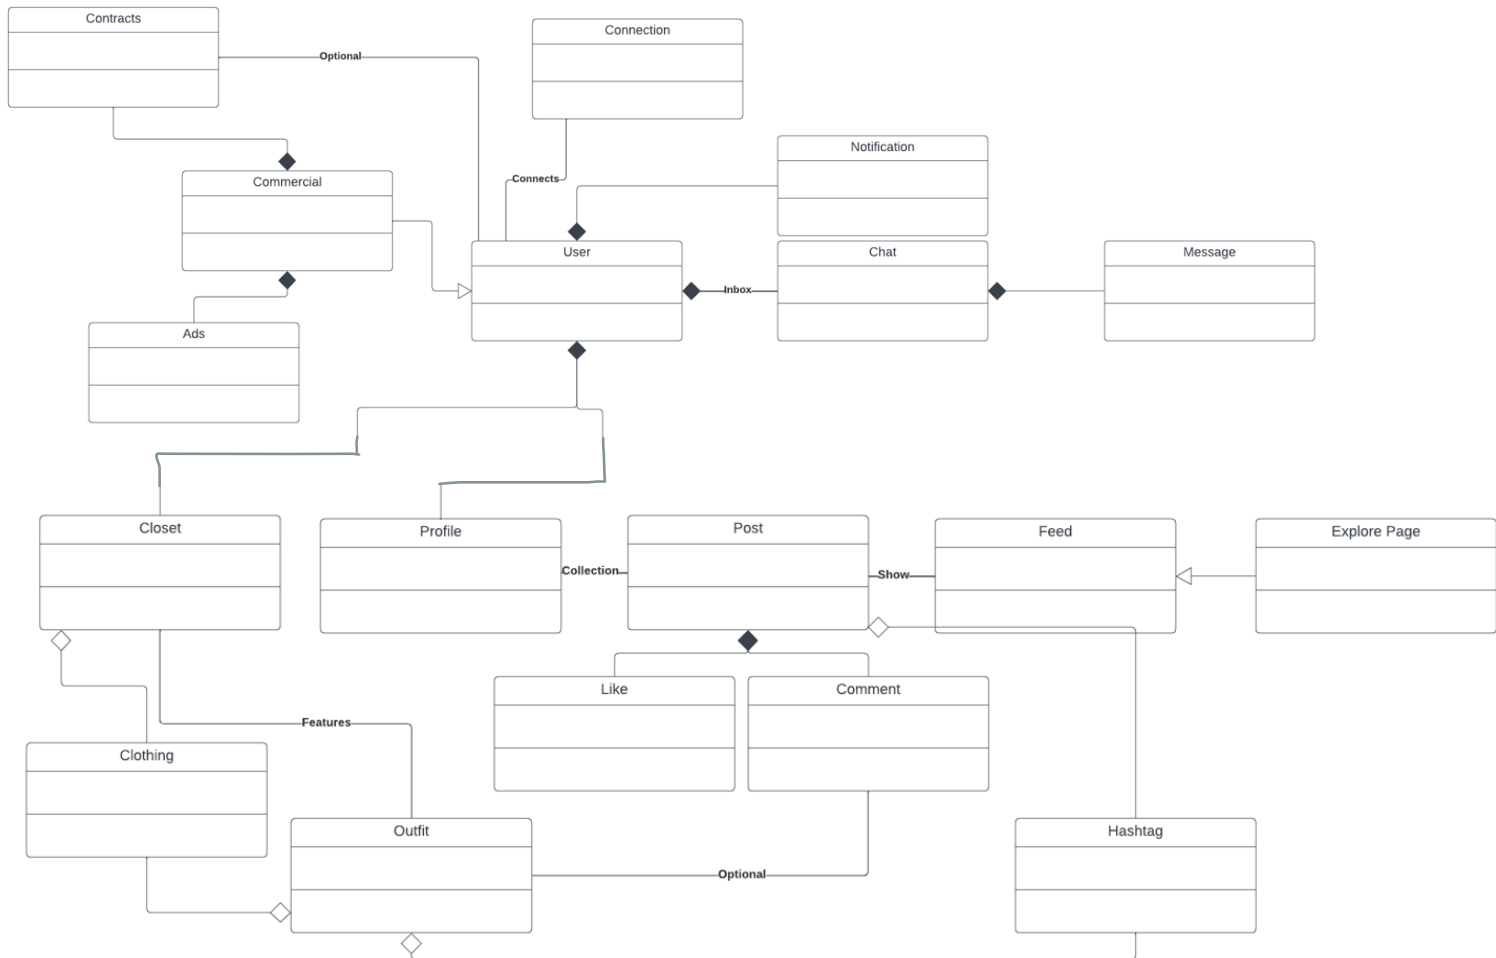 Contracts
Connection
Optional
Notification
Connects
Commercial
User
Chat
Message
Inbox
Ads
Closet
Profile
Post
Feed
Explore Page
Collection
Show
Like
Comment
Features
Clothing
Outfit
Hashtag
Optional